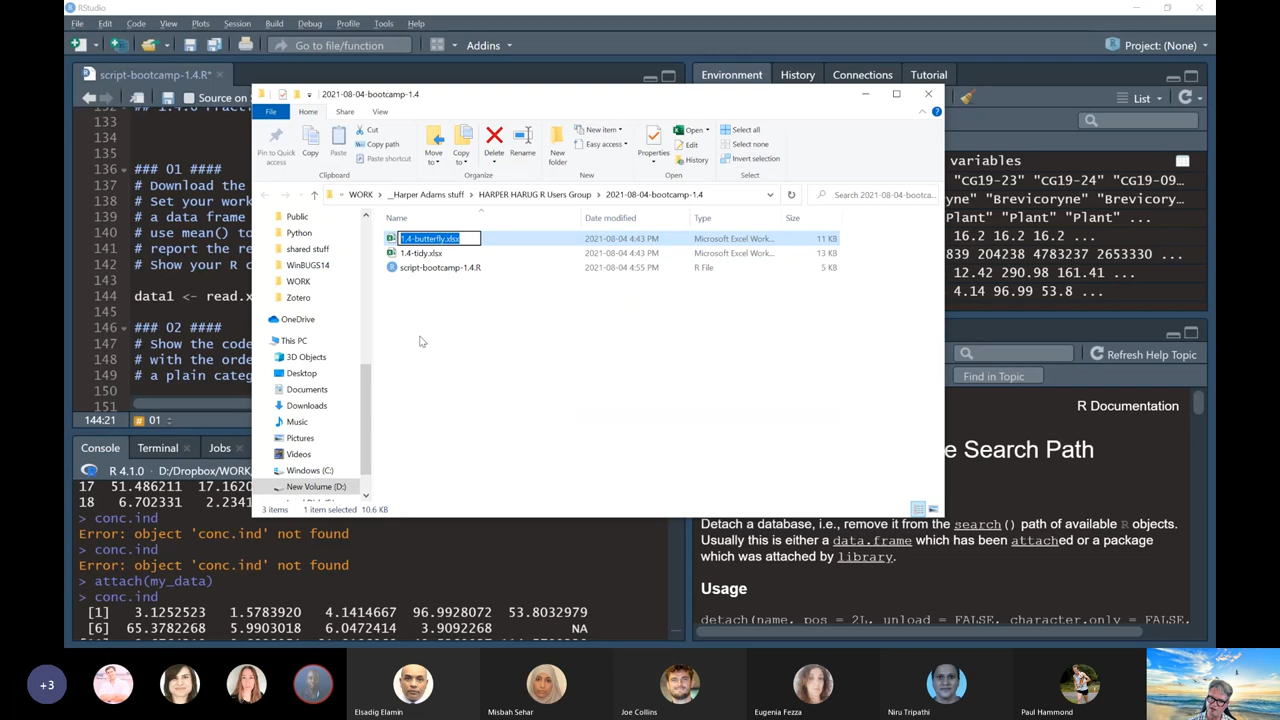 RStudio
File Edit Code View Plots Session Build Debug Profile Tools Help
Go to file/function Addins Project: (None)
script-bootcamp-1.4.R* ×
Environment History Connections Tutorial
Source on
List
133
134
135
136 ### O1 ####
137 # Download the
138 # Set your work
139 # a data frame
140 # use mean() to
141 # report the re
142 # Show your R c
143
144 data1 <- read.x
145
146 ### O2 ####
147 # Show the code
148 # with the orde
149 # a plain categ
150
151
144:21 O1
2021-08-04-bootcamp-1.4
File Home Share View
Pin to Quick access
Copy
Paste
Cut
Copy path
Paste shortcut
Clipboard
Move to
Copy to
Delete
Rename
Organize
New folder
New item
Easy access
New
Properties
Open
Edit
History
Open
Select all
Select none
Invert selection
Select
WORK > __Harper Adams stuff > HARPER HARUG R Users Group > 2021-08-04-bootcamp-1.4
Search 2021-08-04-bootca...
Name Date modified Type Size
1.4-butterfly.xlsx 2021-08-04 4:43 PM Microsoft Excel Work... 11 KB
1.4-tidy.xlsx 2021-08-04 4:43 PM Microsoft Excel Work... 13 KB
script-bootcamp-1.4.R 2021-08-04 4:55 PM R File 5 KB
Public
Python
shared stuff
WinBUGS14
WORK
Zotero
OneDrive
This PC
3D Objects
Desktop
Documents
Downloads
Music
Pictures
Videos
Windows (C:)
New Volume (D:)
3 items 1 item selected 10.6 KB
variables
"CG19-23" "CG19-24" "CG19-09…
yne" "Brevicoryne" "Brevicory…
Plant" "Plant" "Plant" ...
16.2 16.2 16.2 ...
839 204238 4783237 2653330 ...
12.42 290.98 161.41 ...
4.14 96.99 53.8 ...
Refresh Help Topic
Find in Topic
R Documentation
e Search Path
Detach a database, i.e., remove it from the search() path of available R objects.
Usually this is either a data.frame which has been attached or a package
which was attached by library.
Usage
detach(name, pos = 2L, unload = FALSE, character.only = FALSE,
Console Terminal × Jobs ×
R 4.1.0 · D:/Dropbox/WORK/
17 51.486211 17.1620
18 6.702331 2.2341
> conc.ind
Error: object 'conc.ind' not found
> conc.ind
Error: object 'conc.ind' not found
> attach(my_data)
> conc.ind
[1] 3.1252523 1.5783920 4.1414667 96.9928072 53.8032979
[6] 65.3782268 5.9903018 6.0472414 3.9092268 NA
+3
Elsadig Elamin
Misbah Sehar
Joe Collins
Eugenia Fezza
Niru Tripathi
Paul Hammond